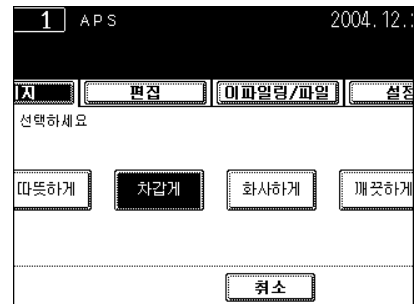 1 APS 2004.12.
지 편집 이파일링/파일 설정
선택하세요
따뜻하게 차갑게 화사하게 깨끗하게
취소